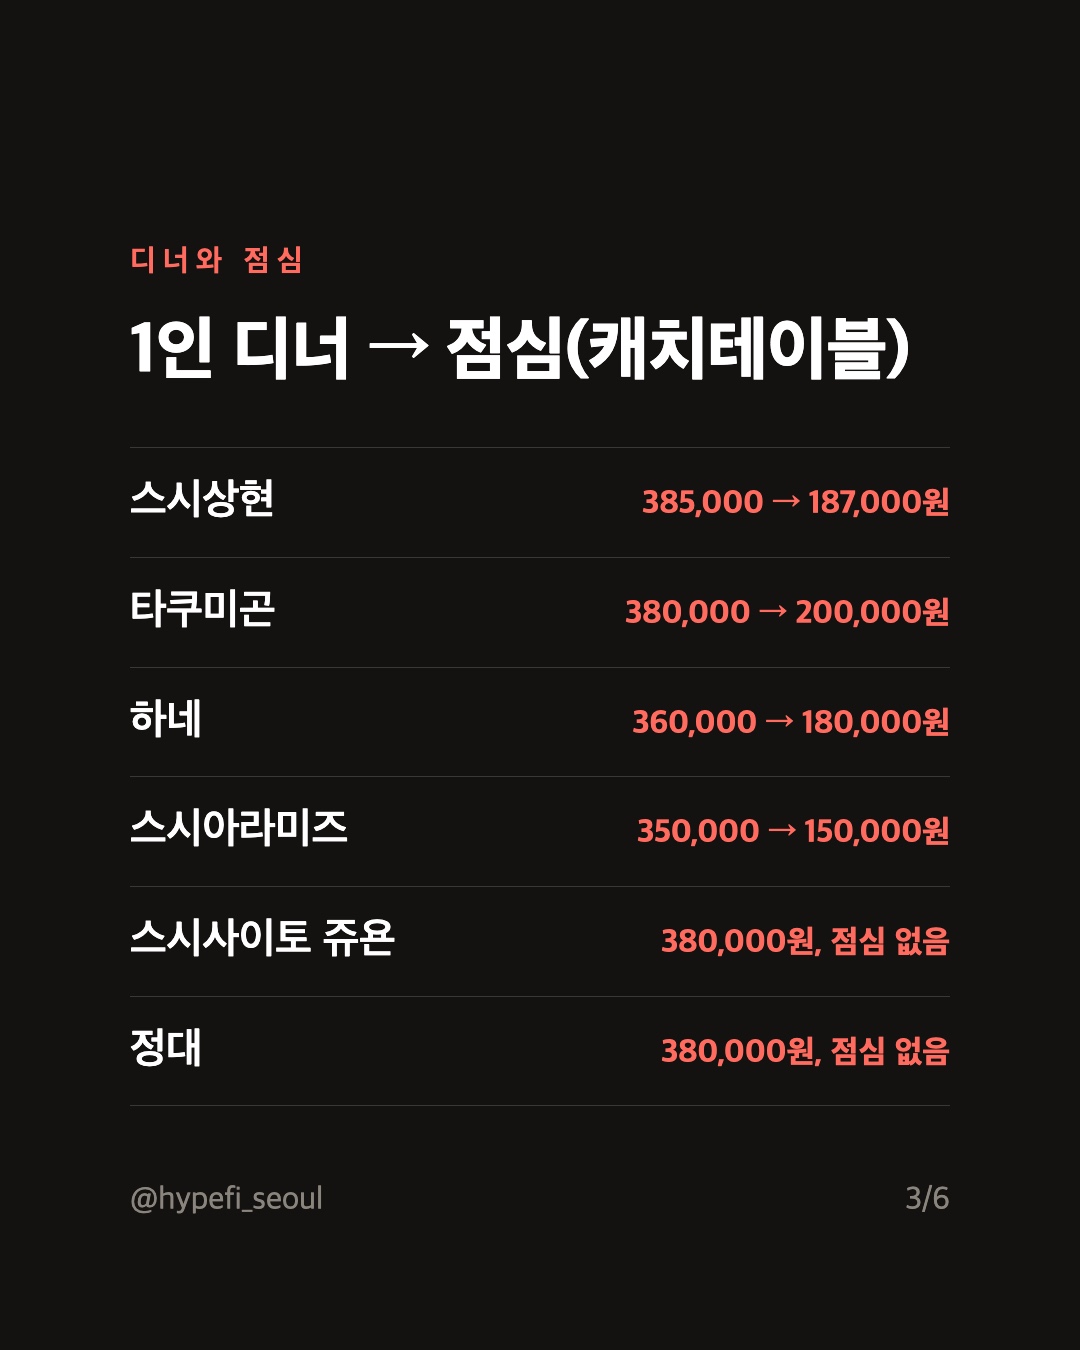 디너와 점심
1인 디너 → 점심(캐치테이블)
스시상현 385,000 → 187,000원
타쿠미곤 380,000 → 200,000원
하네 360,000 → 180,000원
스시아라미즈 350,000 → 150,000원
스시사이토 쥬욘 380,000원, 점심 없음
정대 380,000원, 점심 없음
@hypefi_seoul 3/6